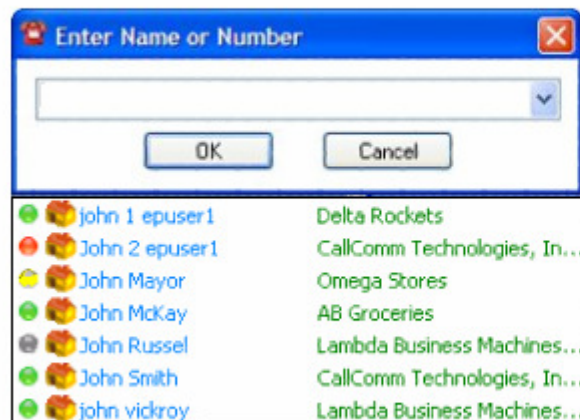 Enter Name or Number
OK Cancel
john 1 epuser1 Delta Rockets
John 2 epuser1 CallComm Technologies, In...
John Mayor Omega Stores
John McKay AB Groceries
John Russel Lambda Business Machines...
John Smith CallComm Technologies, In...
john vickroy Lambda Business Machines...